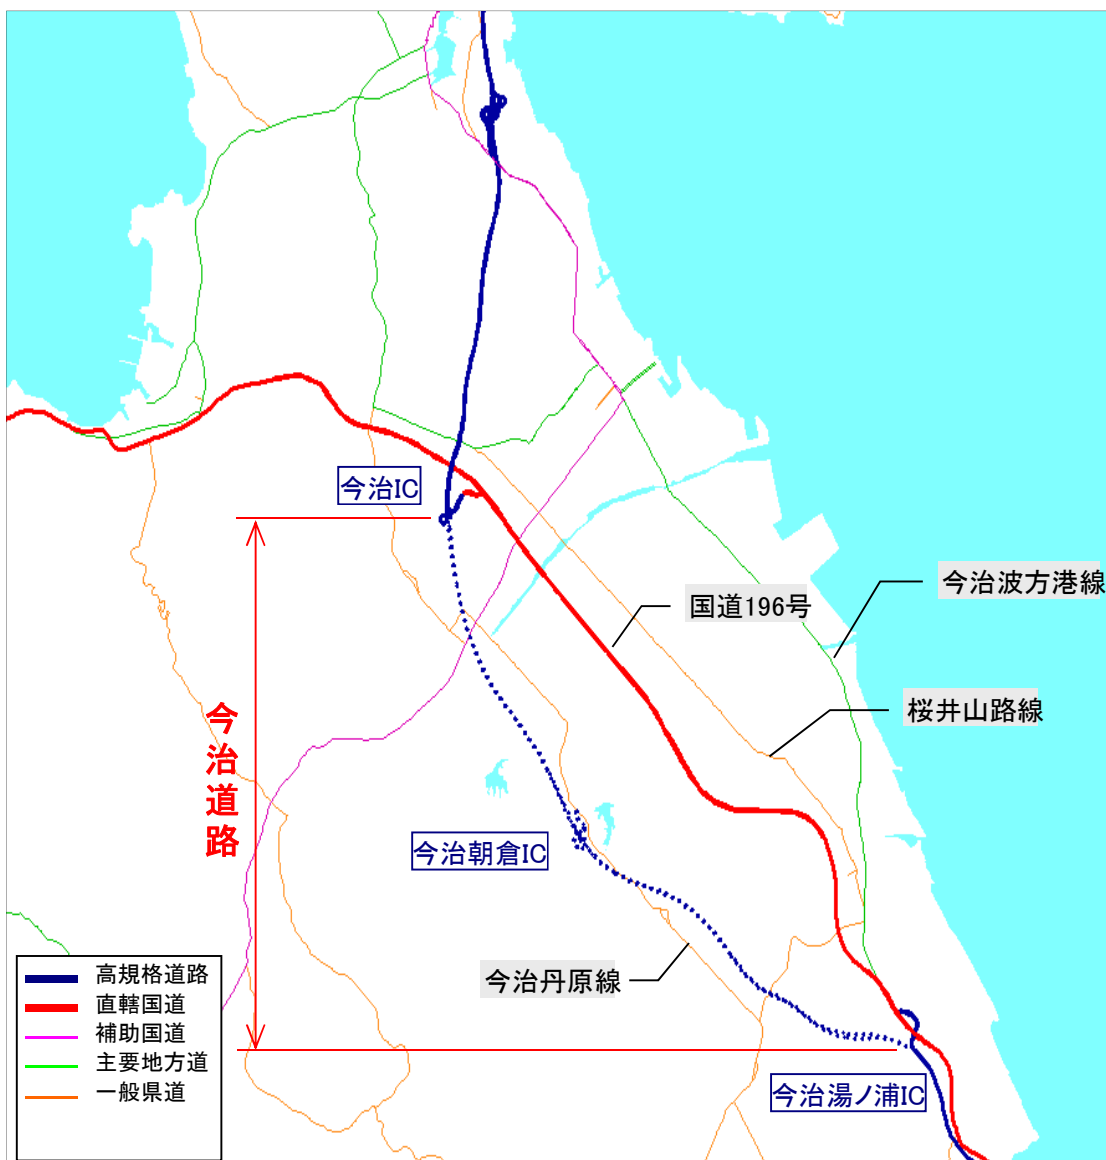 今治IC
今治波方港線
国道196号
桜井山路線
今治道路
今治朝倉IC
今治丹原線
高規格道路
直轄国道
補助国道
主要地方道
一般県道
今治湯ノ浦IC